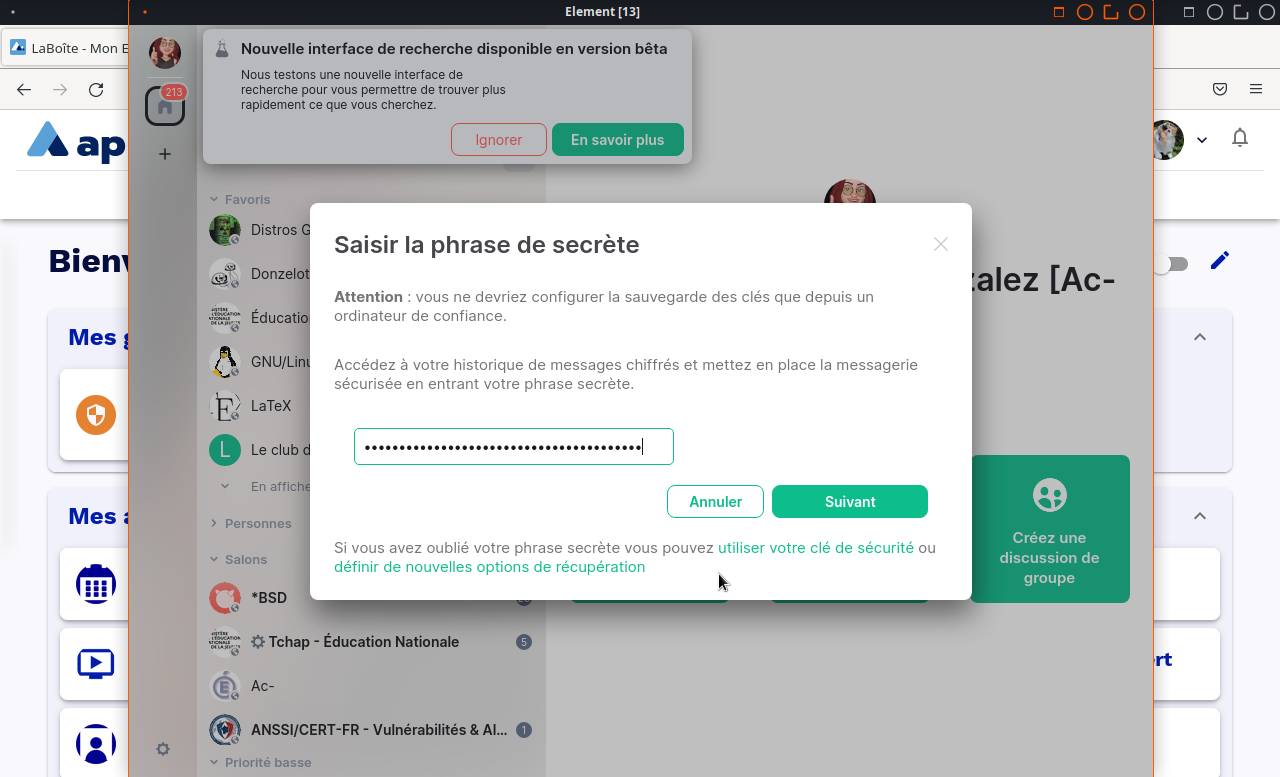 Element [13]
LaBoîte - Mon E
213
Nouvelle interface de recherche disponible en version bêta
Nous testons une nouvelle interface de
recherche pour vous permettre de trouver plus
rapidement ce que vous cherchez.
Ignorer
En savoir plus
ap
Bienv
Mes g
Mes a
Favoris
Distros G
Donzelot
Éducatio
GNU/Linu
LaTeX
L
Le club d
En affiche
Personnes
Salons
*BSD
Tchap - Éducation Nationale
5
Ac-
ANSSI/CERT-FR - Vulnérabilités & Al...
1
Priorité basse
zalez [Ac-
Saisir la phrase de secrète
Attention : vous ne devriez configurer la sauvegarde des clés que depuis un
ordinateur de confiance.
Accédez à votre historique de messages chiffrés et mettez en place la messagerie
sécurisée en entrant votre phrase secrète.
Annuler
Suivant
Si vous avez oublié votre phrase secrète vous pouvez utiliser votre clé de sécurité ou
définir de nouvelles options de récupération
Créez une
discussion de
groupe
ert